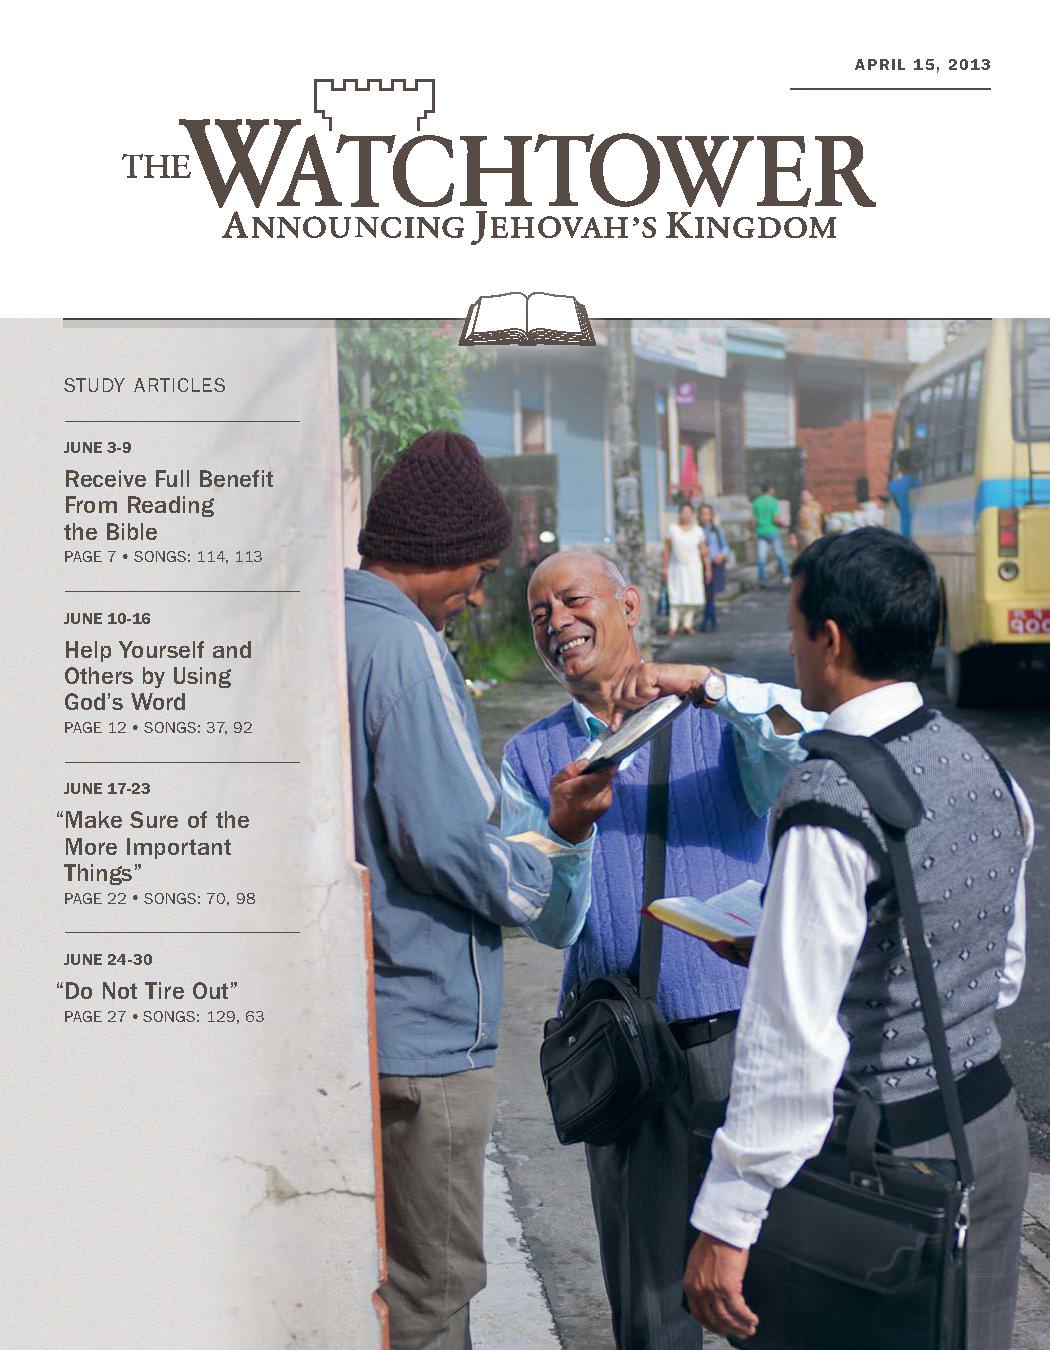 APRIL 15, 2013
THE WATCHTOWER
ANNOUNCING JEHOVAH’S KINGDOM
STUDY ARTICLES
JUNE 3-9
Receive Full Benefit
From Reading
the Bible
PAGE 7 • SONGS: 114, 113
JUNE 10-16
Help Yourself and
Others by Using
God’s Word
PAGE 12 • SONGS: 37, 92
JUNE 17-23
“Make Sure of the
More Important
Things”
PAGE 22 • SONGS: 70, 98
JUNE 24-30
“Do Not Tire Out”
PAGE 27 • SONGS: 129, 63